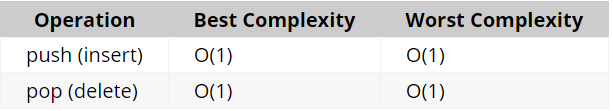 Operation Best Complexity Worst Complexity
push (insert) O(1) O(1)
pop (delete) O(1) O(1)